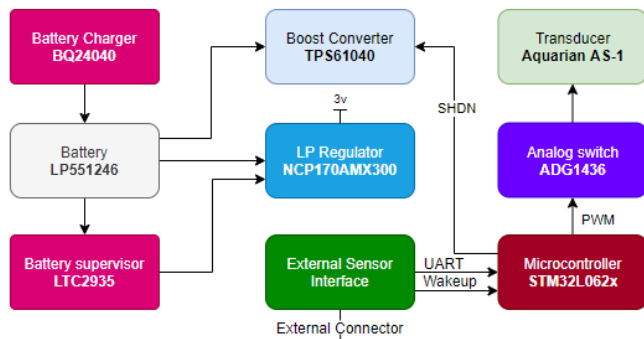 Battery Charger
BQ24040
Boost Converter
TPS61040
Transducer
Aquarian AS-1
3v
SHDN
Battery
LP551246
LP Regulator
NCP170AMX300
Analog switch
ADG1436
PWM
Battery supervisor
LTC2935
External Sensor
Interface
UART
Wakeup
Microcontroller
STM32L062x
External Connector